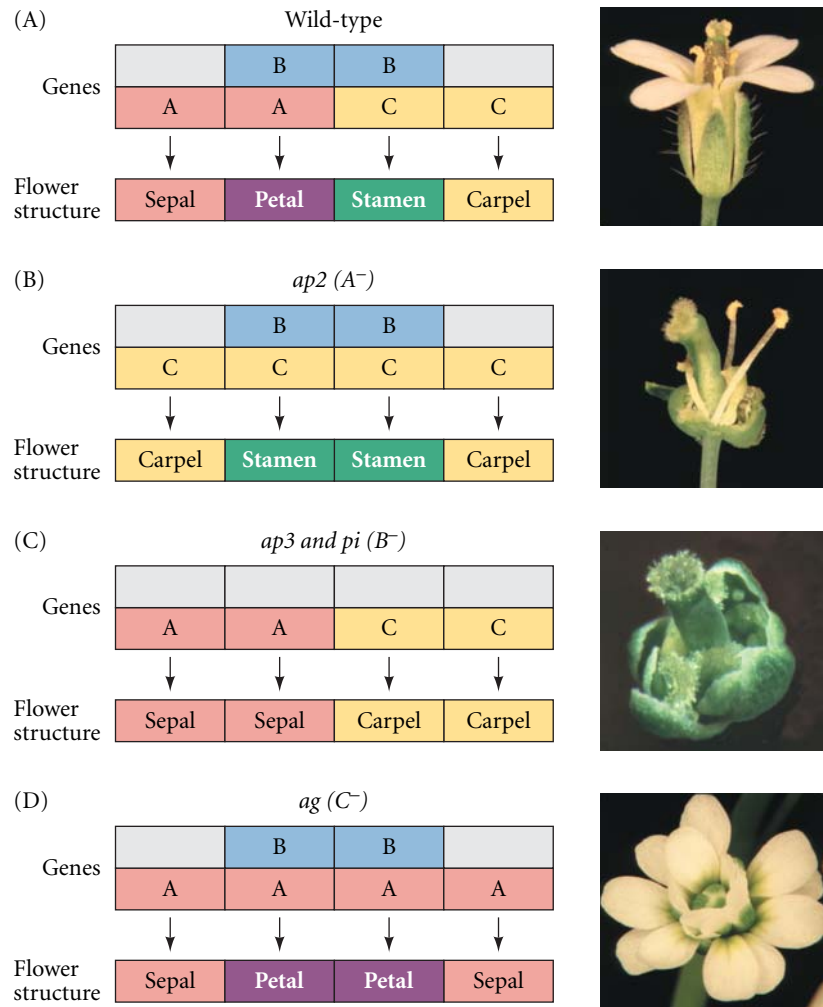 (A) Wild-type
B B
Genes
A A C C
Flower
structure
Sepal Petal Stamen Carpel
(B) ap2 (A⁻)
B B
Genes
C C C C
Flower
structure
Carpel Stamen Stamen Carpel
(C) ap3 and pi (B⁻)
Genes
A A C C
Flower
structure
Sepal Sepal Carpel Carpel
(D) ag (C⁻)
B B
Genes
A A A A
Flower
structure
Sepal Petal Petal Sepal